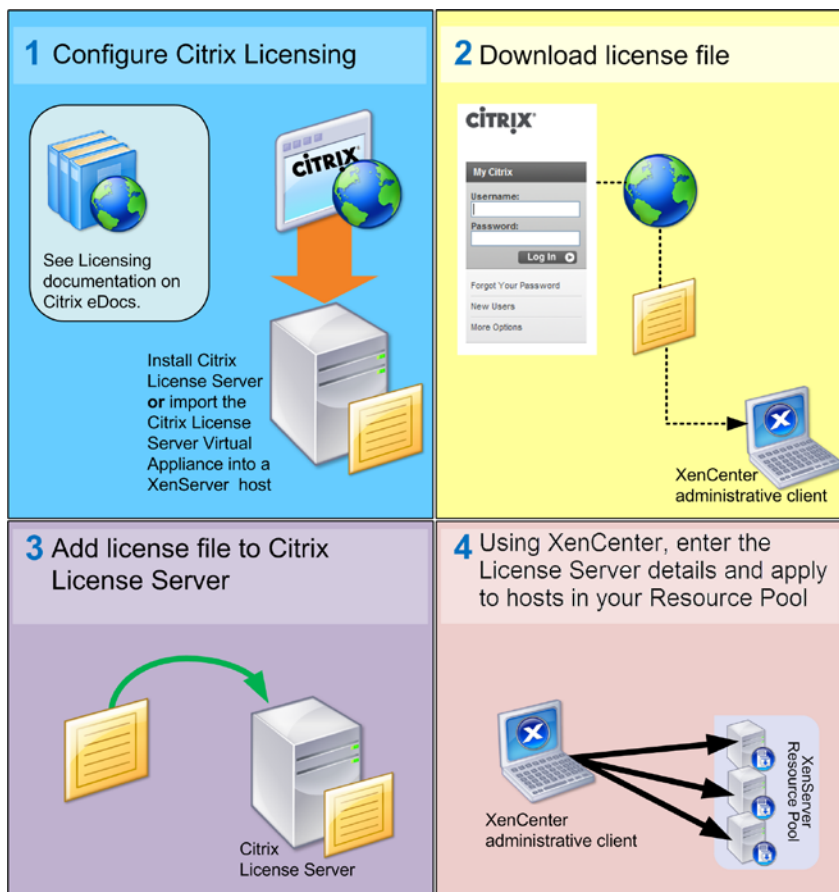 1 Configure Citrix Licensing
CiTRIX
See Licensing
documentation on
Citrix eDocs.
Install Citrix
License Server
or import the
Citrix License
Server Virtual
Appliance into a
XenServer host
2 Download license file
CiTRIX®
My Citrix
Username:
Password:
Log In
Forgot Your Password
New Users
More Options
X
XenCenter
administrative client
3 Add license file to Citrix
License Server
Citrix
License Server
4 Using XenCenter, enter the
License Server details and apply
to hosts in your Resource Pool
X
XenCenter
administrative client
XenServer
Resource Pool